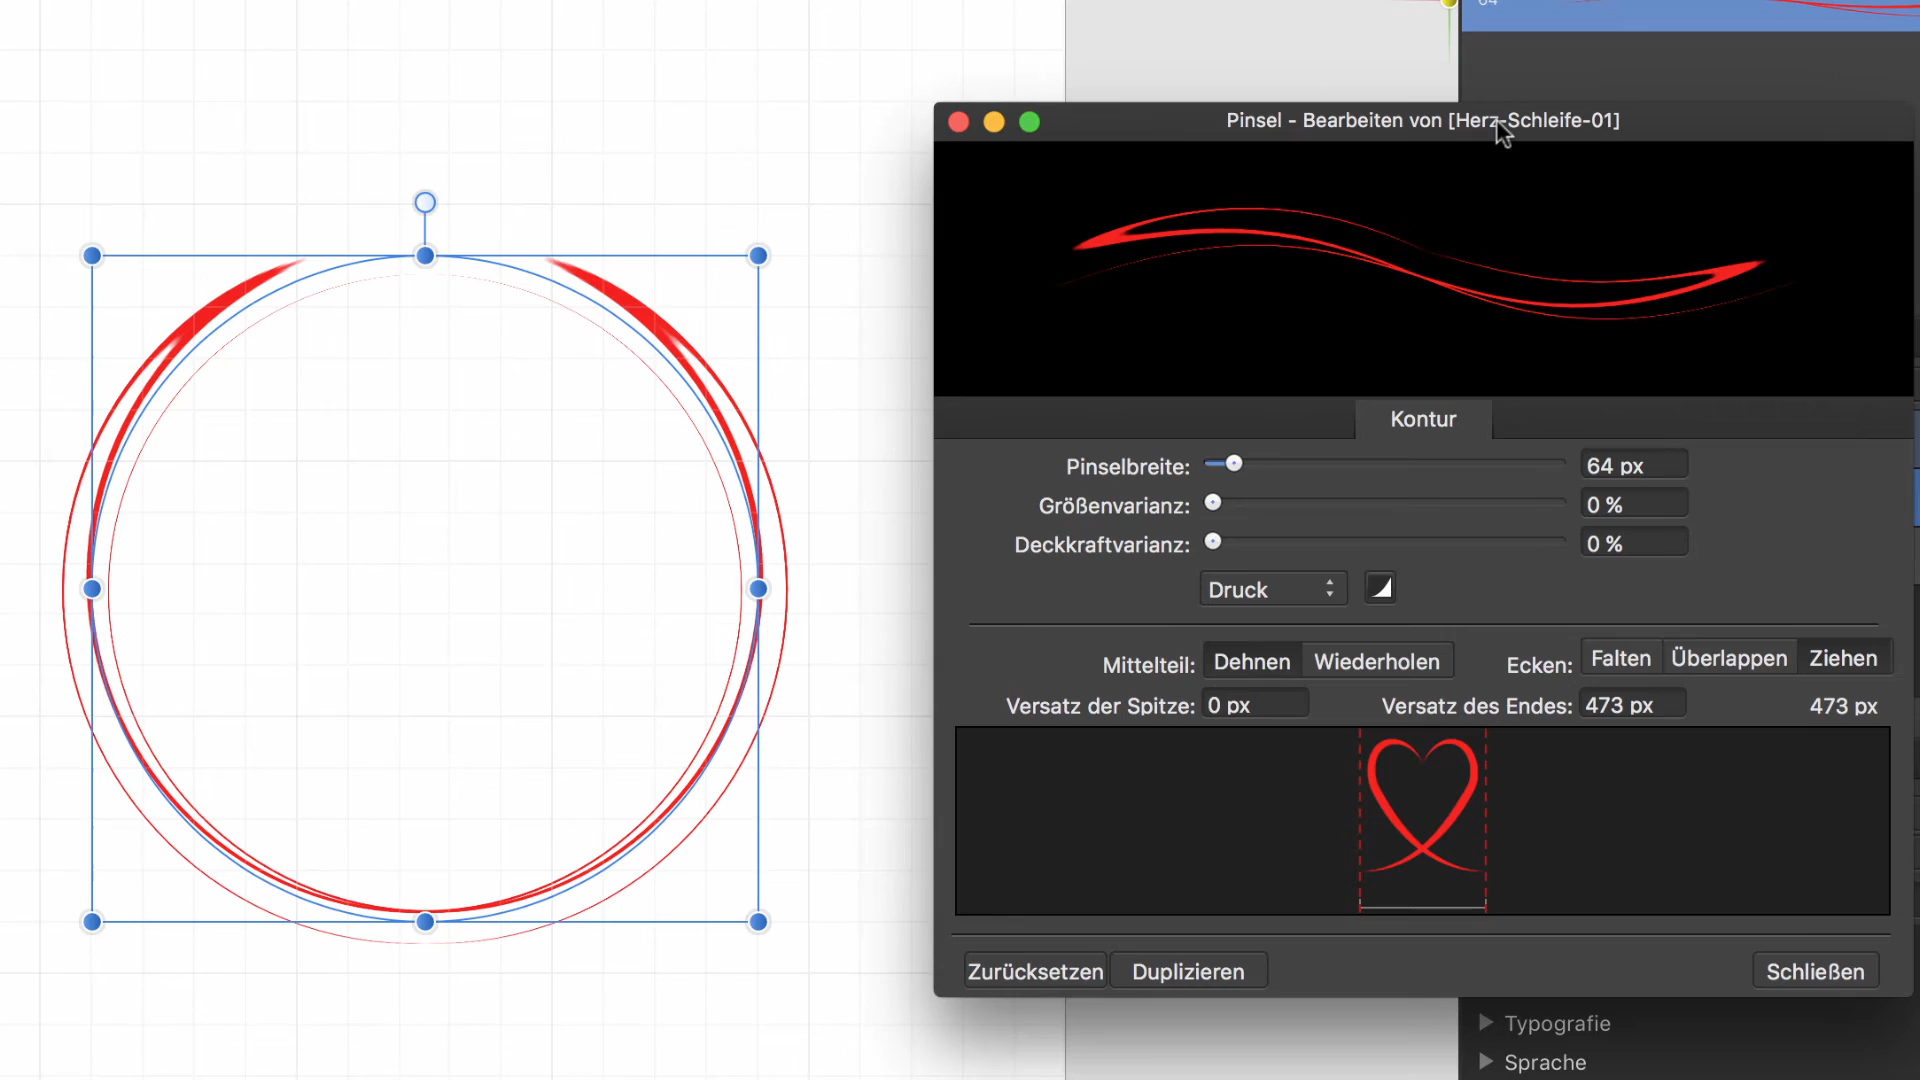 64
Pinsel - Bearbeiten von [Herz-Schleife-01]
Kontur
Pinselbreite: 64 px
Größenvarianz: 0 %
Deckkraftvarianz: 0 %
Druck
Mittelteil: Dehnen Wiederholen Ecken: Falten Überlappen Ziehen
Versatz der Spitze: 0 px Versatz des Endes: 473 px 473 px
Zurücksetzen Duplizieren Schließen
Typografie
Sprache